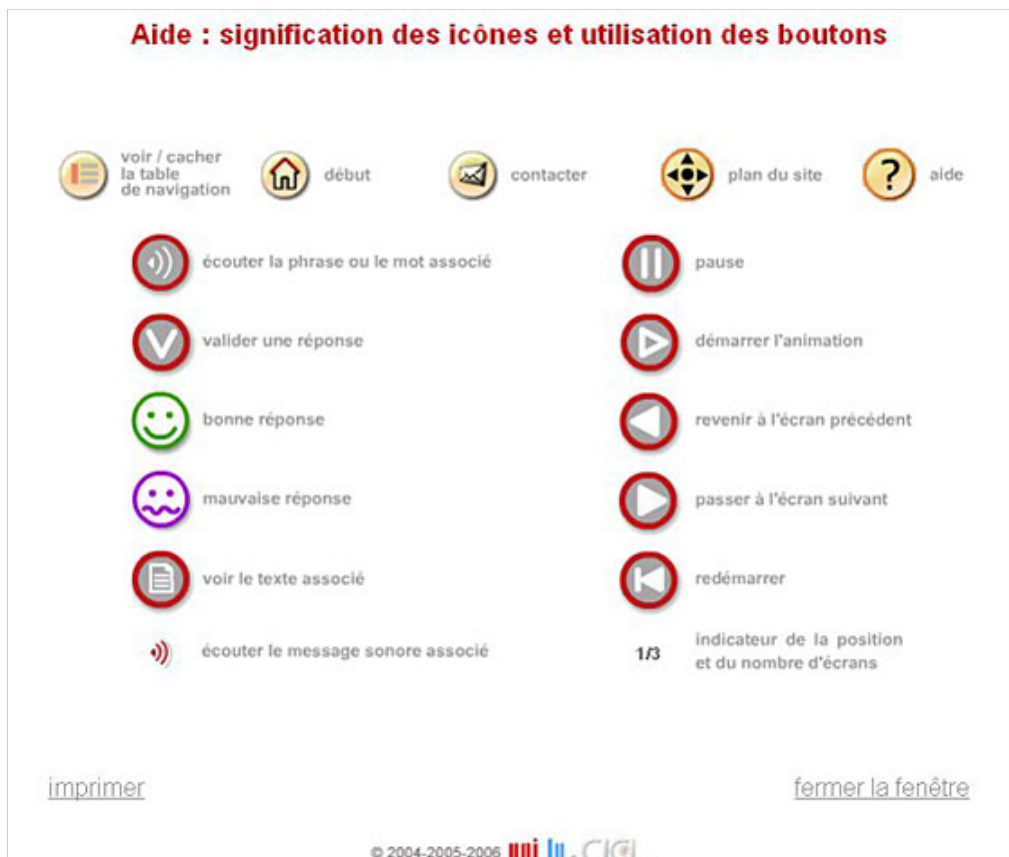 Aide : signification des icônes et utilisation des boutons
voir / cacher
la table
de navigation
début
contacter
plan du site
? aide
écouter la phrase ou le mot associé
pause
valider une réponse
démarrer l'animation
bonne réponse
revenir à l'écran précédent
mauvaise réponse
passer à l'écran suivant
voir le texte associé
redémarrer
écouter le message sonore associé
1/3
indicateur de la position
et du nombre d'écrans
imprimer
fermer la fenêtre
© 2004-2005-2006